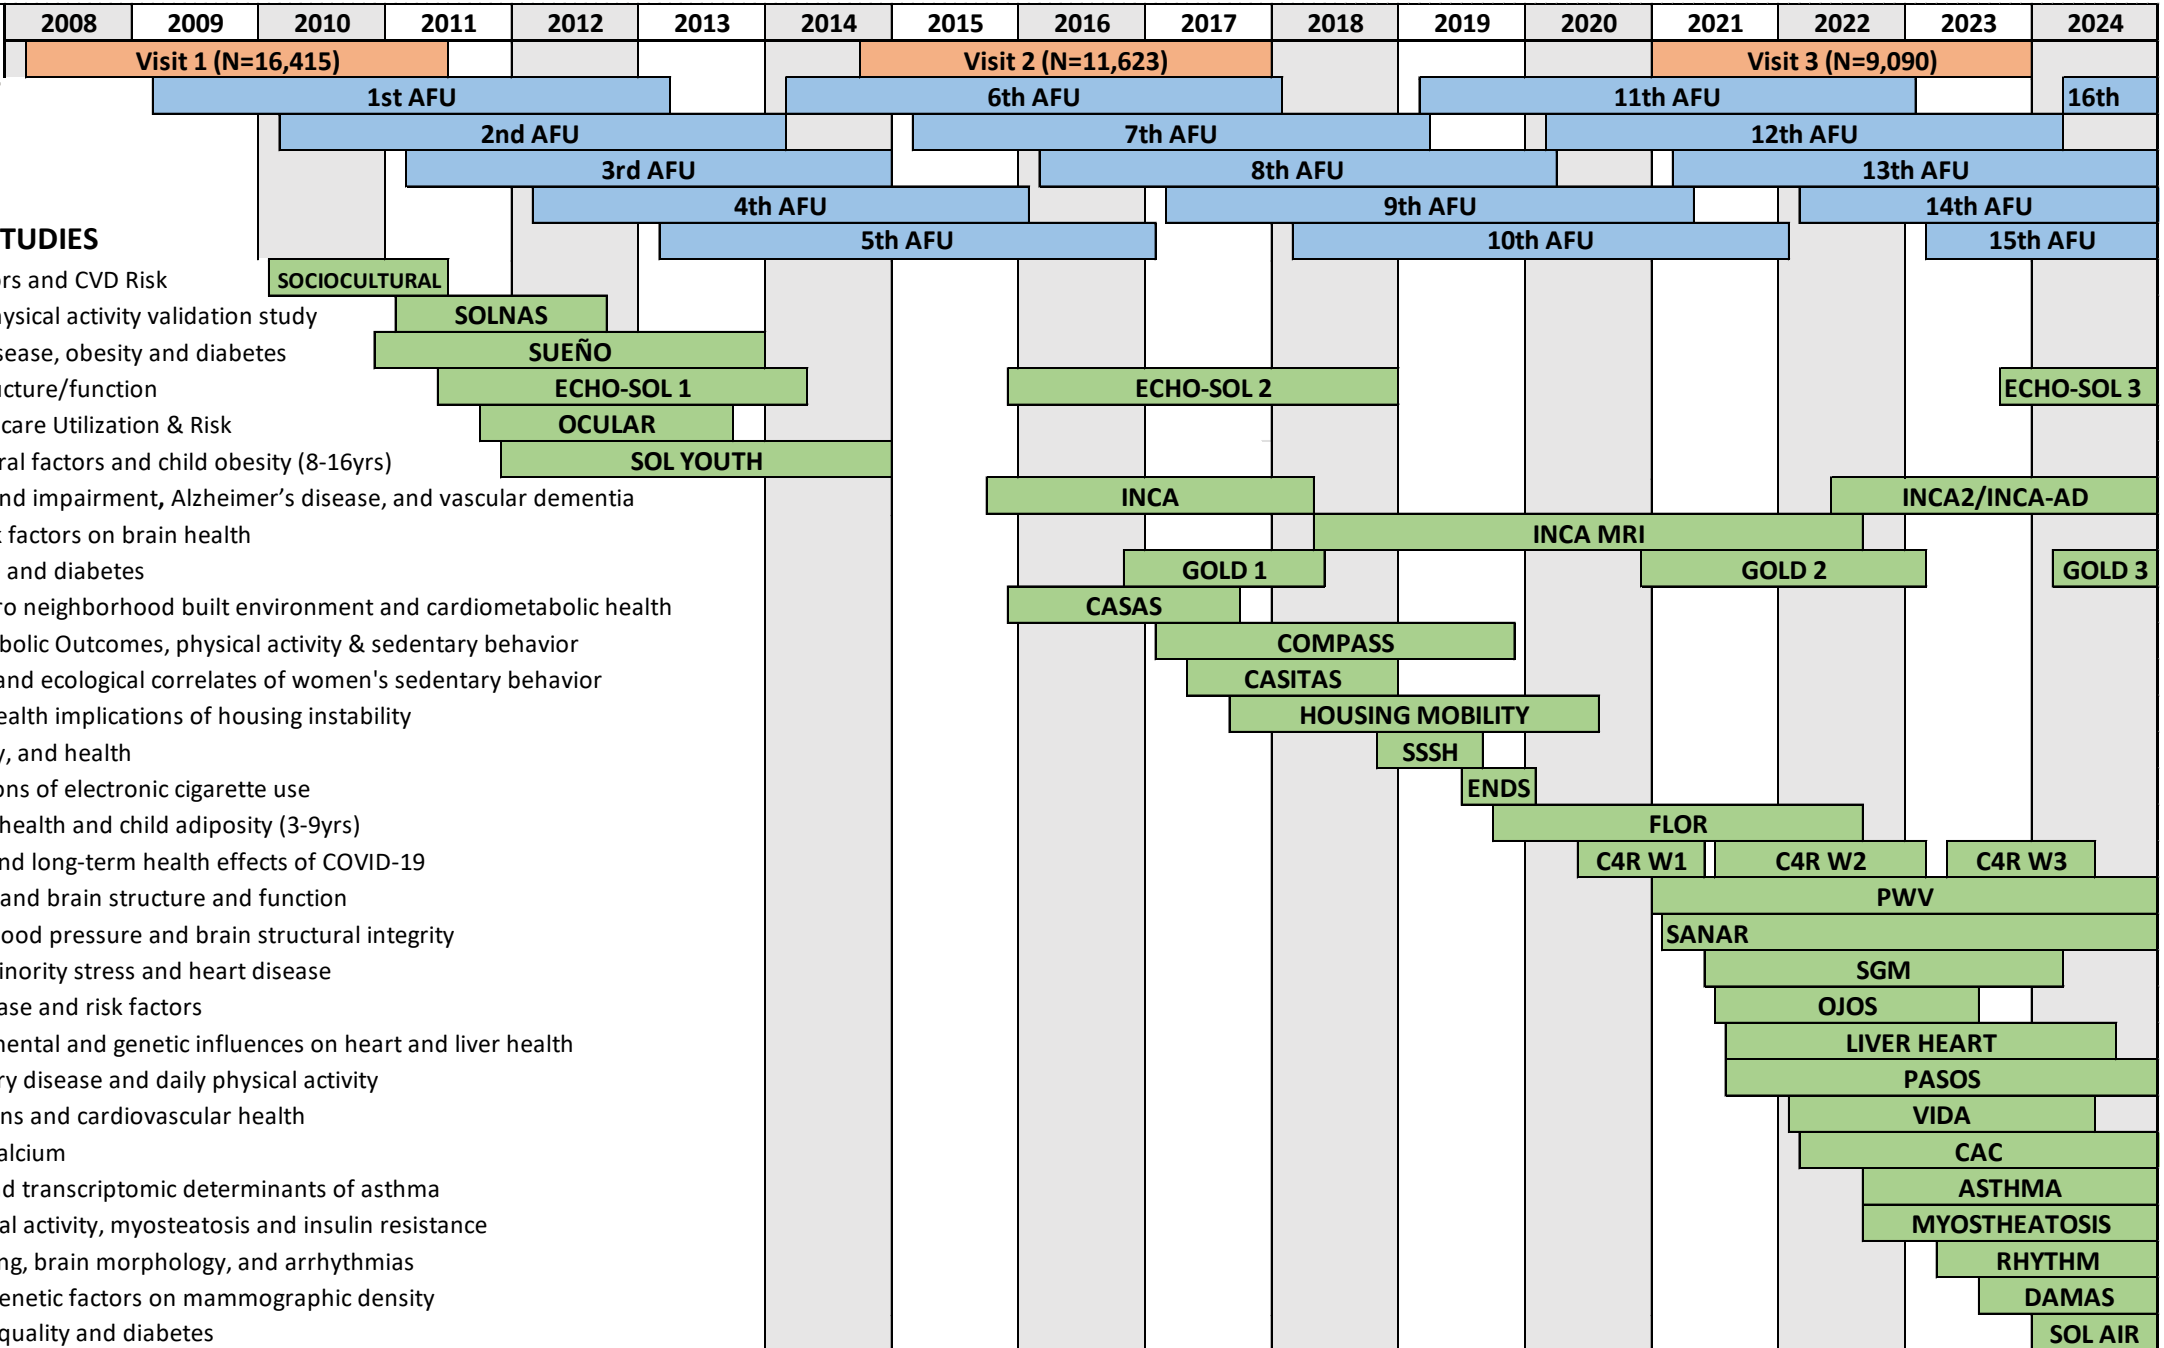 2008 2009 2010 2011 2012 2013 2014 2015 2016 2017 2018 2019 2020 2021 2022 2023 2024
Visit 1 (N=16,415) Visit 2 (N=11,623) Visit 3 (N=9,090)
1st AFU 6th AFU 11th AFU 16th
2nd AFU 7th AFU 12th AFU
3rd AFU 8th AFU 13th AFU
4th AFU 9th AFU 14th AFU
TUDIES 5th AFU 10th AFU 15th AFU
rs and CVD Risk SOCIOCULTURAL
ysical activity validation study SOLNAS
sease, obesity and diabetes SUEÑO
ucture/function ECHO-SOL 1 ECHO-SOL 2 ECHO-SOL 3
care Utilization & Risk OCULAR
ral factors and child obesity (8-16yrs) SOL YOUTH
nd impairment, Alzheimer's disease, and vascular dementia INCA INCA2/INCA-AD
factors on brain health INCA MRI
and diabetes GOLD 1 GOLD 2 GOLD 3
ro neighborhood built environment and cardiometabolic health CASAS
bolic Outcomes, physical activity & sedentary behavior COMPASS
and ecological correlates of women's sedentary behavior CASITAS
ealth implications of housing instability HOUSING MOBILITY
y, and health SSSH
ons of electronic cigarette use ENDS
health and child adiposity (3-9yrs) FLOR
nd long-term health effects of COVID-19 C4R W1 C4R W2 C4R W3
and brain structure and function PWV
ood pressure and brain structural integrity SANAR
inority stress and heart disease SGM
ase and risk factors OJOS
mental and genetic influences on heart and liver health LIVER HEART
ry disease and daily physical activity PASOS
ns and cardiovascular health VIDA
alcium CAC
d transcriptomic determinants of asthma ASTHMA
al activity, myosteatosis and insulin resistance MYOSTHEATOSIS
ng, brain morphology, and arrhythmias RHYTHM
enetic factors on mammographic density DAMAS
quality and diabetes SOL AIR